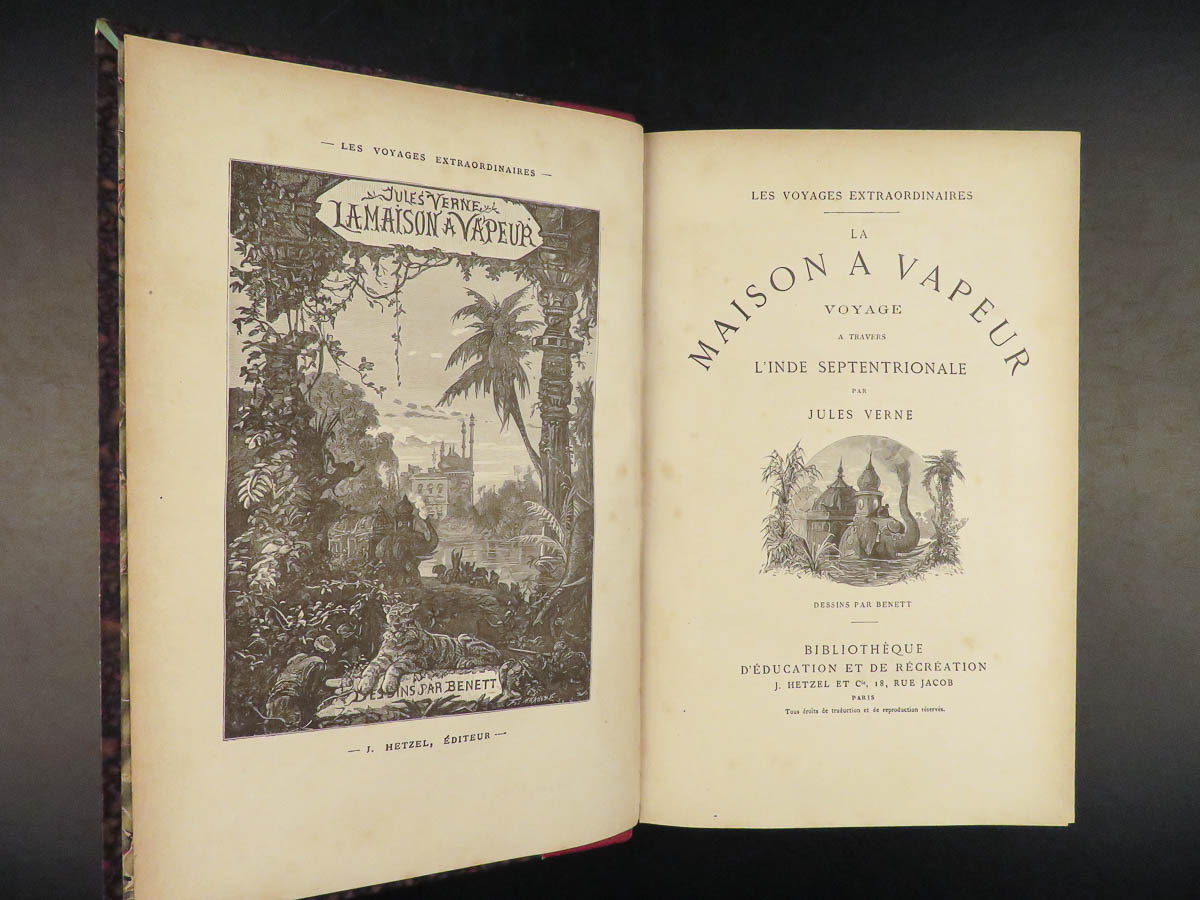 — LES VOYAGES EXTRAORDINAIRES —
JULES VERNE
LA MAISON A VAPEUR
DESSINS PAR BENETT
— J. HETZEL, ÉDITEUR —
LES VOYAGES EXTRAORDINAIRES
LA
MAISON A VAPEUR
VOYAGE
A TRAVERS
L'INDE SEPTENTRIONALE
PAR
JULES VERNE
DESSINS PAR BENETT
BIBLIOTHÈQUE
D'ÉDUCATION ET DE RÉCRÉATION
J. HETZEL ET Cie, 18, RUE JACOB
PARIS
Tous droits de traduction et de reproduction réservés.